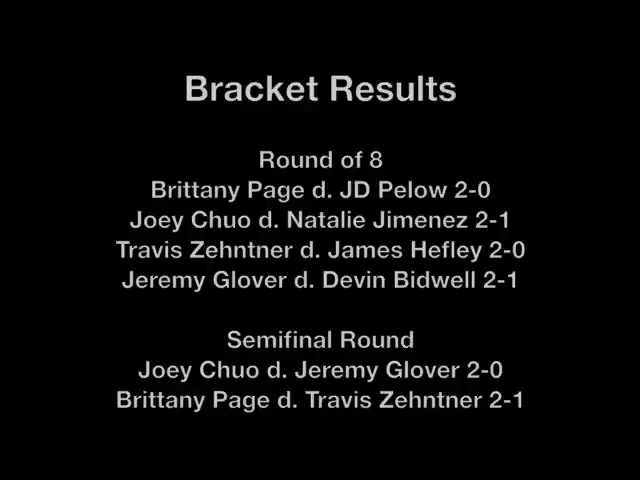 Bracket Results
Round of 8
Brittany Page d. JD Pelow 2-0
Joey Chuo d. Natalie Jimenez 2-1
Travis Zehntner d. James Hefley 2-0
Jeremy Glover d. Devin Bidwell 2-1
Semifinal Round
Joey Chuo d. Jeremy Glover 2-0
Brittany Page d. Travis Zehntner 2-1